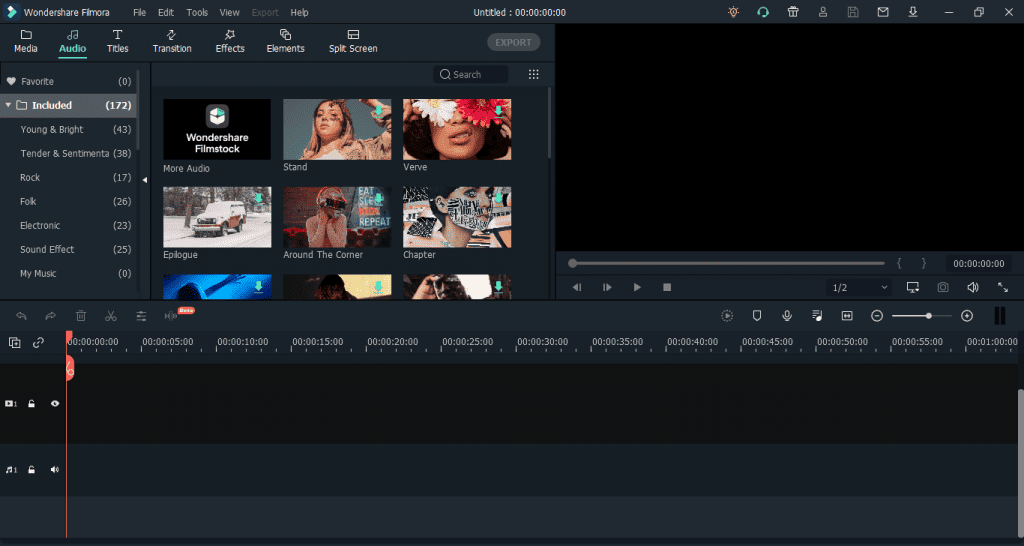 Wondershare Filmora File Edit Tools View Export Help Untitled : 00:00:00:00
Media Audio Titles Transition Effects Elements Split Screen EXPORT
Favorite (0)
Search
Included (172)
Young & Bright (43)
Tender & Sentimenta (38)
Rock (17)
Folk (26)
Electronic (23)
Sound Effect (25)
My Music (0)
Wondershare
Filmstock
More Audio Stand Verve
EAT
SLEEP
REPEAT
Epilogue Around The Corner Chapter
00:00:00:00
1/2
Beta
00:00:00:00 00:00:05:00 00:00:10:00 00:00:15:00 00:00:20:00 00:00:25:00 00:00:30:00 00:00:35:00 00:00:40:00 00:00:45:00 00:00:50:00 00:00:55:00 00:01:00:00
1
1